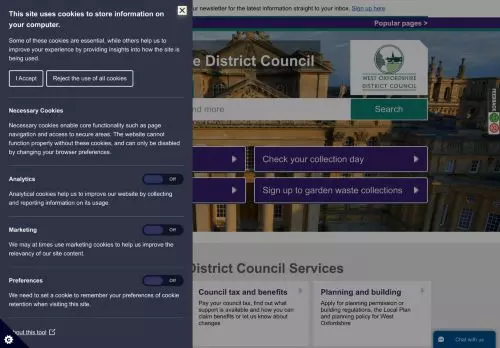 This site uses cookies to store information on
your computer.
Some of these cookies are essential, while others help us to
improve your experience by providing insights into how the site is
being used.
I Accept
Reject the use of all cookies
Necessary Cookies
Necessary cookies enable core functionality such as page
navigation and access to secure areas. The website cannot
function properly without these cookies, and can only be disabled
by changing your browser preferences.
Analytics
Off
Analytical cookies help us to improve our website by collecting
and reporting information on its usage.
Marketing
Off
We may at times use marketing cookies to help us improve the
relevancy of our site content.
Preferences
Off
We need to set a cookie to remember your preferences of cookie
retention when visiting this site.
About this tool
our newsletter for the latest information straight to your inbox. Sign up here
Popular pages >
e District Council
WEST OXFORDSHIRE
DISTRICT COUNCIL
nd more
Search
Check your collection day
Sign up to garden waste collections
District Council Services
Council tax and benefits
Pay your council tax, find out what
support is available and how you can
claim benefits or let us know about
changes
Planning and building
Apply for permission for planning or
building regulations, the Local Plan
and planning policy for West
Oxfordshire
Chat with us